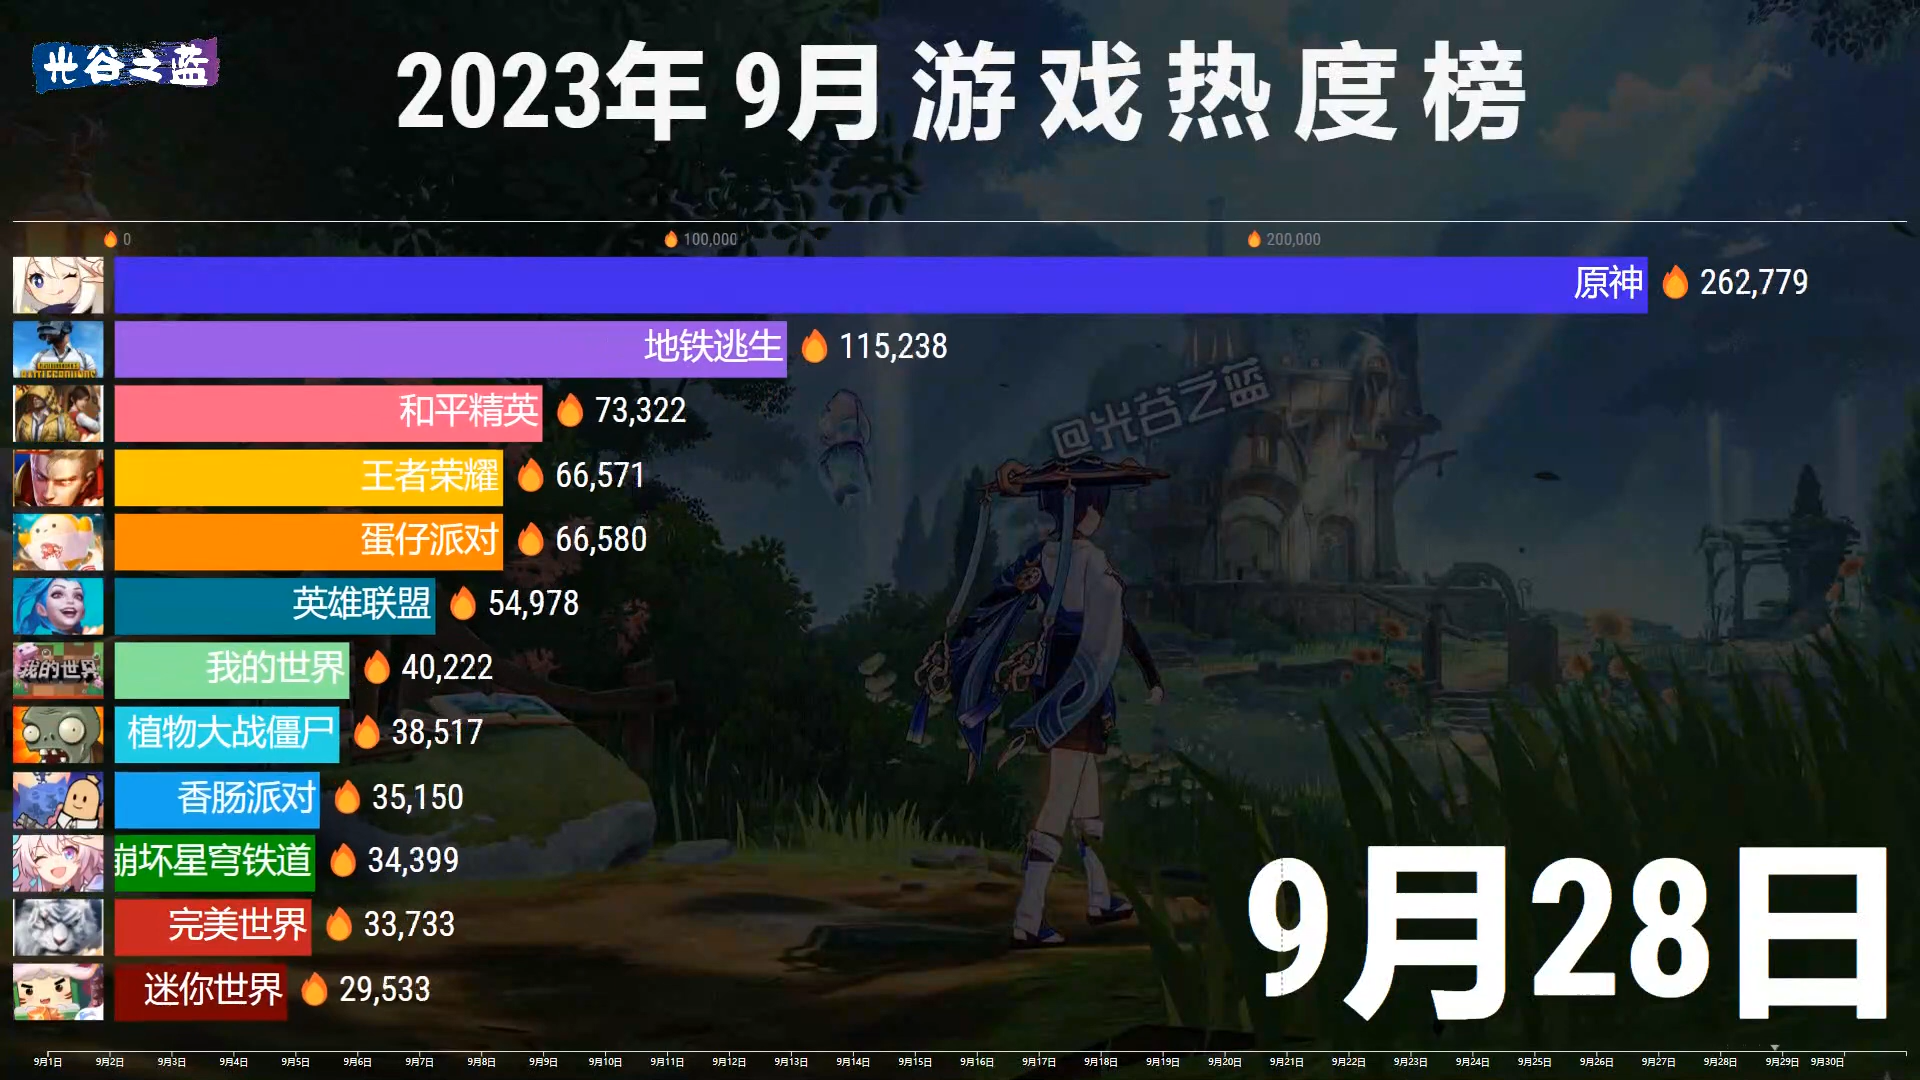 光谷之蓝
2023年 9月 游戏热度榜
0 100,000 200,000
原神 262,779
地铁逃生 115,238
和平精英 73,322
@光谷之蓝
王者荣耀 66,571
蛋仔派对 66,580
英雄联盟 54,978
我的世界
我的世界 40,222
植物大战僵尸 38,517
香肠派对 35,150
崩坏星穹铁道 34,399
完美世界 33,733
迷你世界 29,533
9月28日
9月1日 9月2日 9月3日 9月4日 9月5日 9月6日 9月7日 9月8日 9月9日 9月10日 9月11日 9月12日 9月13日 9月14日 9月15日 9月16日 9月17日 9月18日 9月19日 9月20日 9月21日 9月22日 9月23日 9月24日 9月25日 9月26日 9月27日 9月28日 9月29日 9月30日